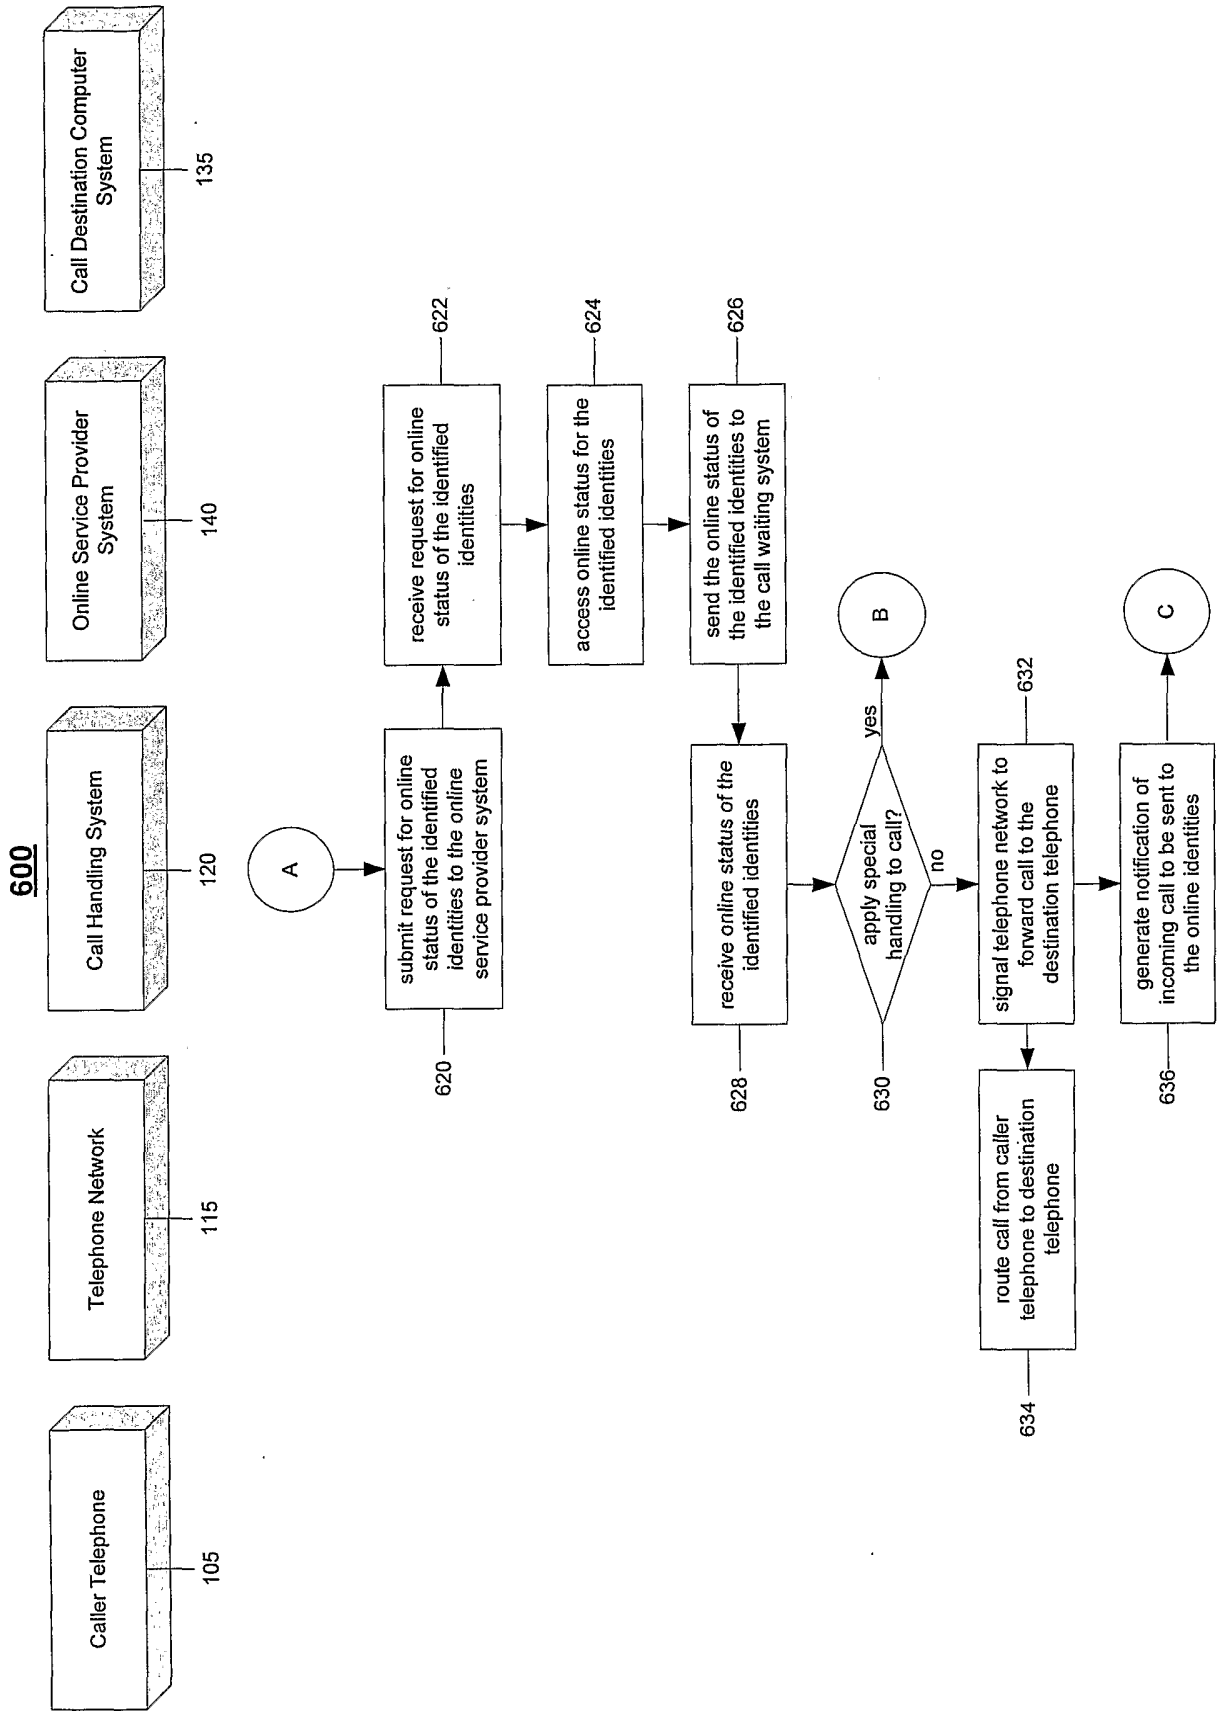 600
Caller Telephone
105
Telephone Network
115
Call Handling System
120
Online Service Provider
System
140
Call Destination Computer
System
135
A
submit request for online
status of the identified
identities to the online
service provider system
620
receive request for online
status of the identified
identities
622
access online status for the
identified identities
624
send the online status of
the identified identities to
the call waiting system
626
receive online status of the
identified identities
628
apply special
handling to call?
630
yes
B
no
signal telephone network to
forward call to the
destination telephone
632
route call from caller
telephone to destination
telephone
634
generate notification of
incoming call to be sent to
the online identities
636
C